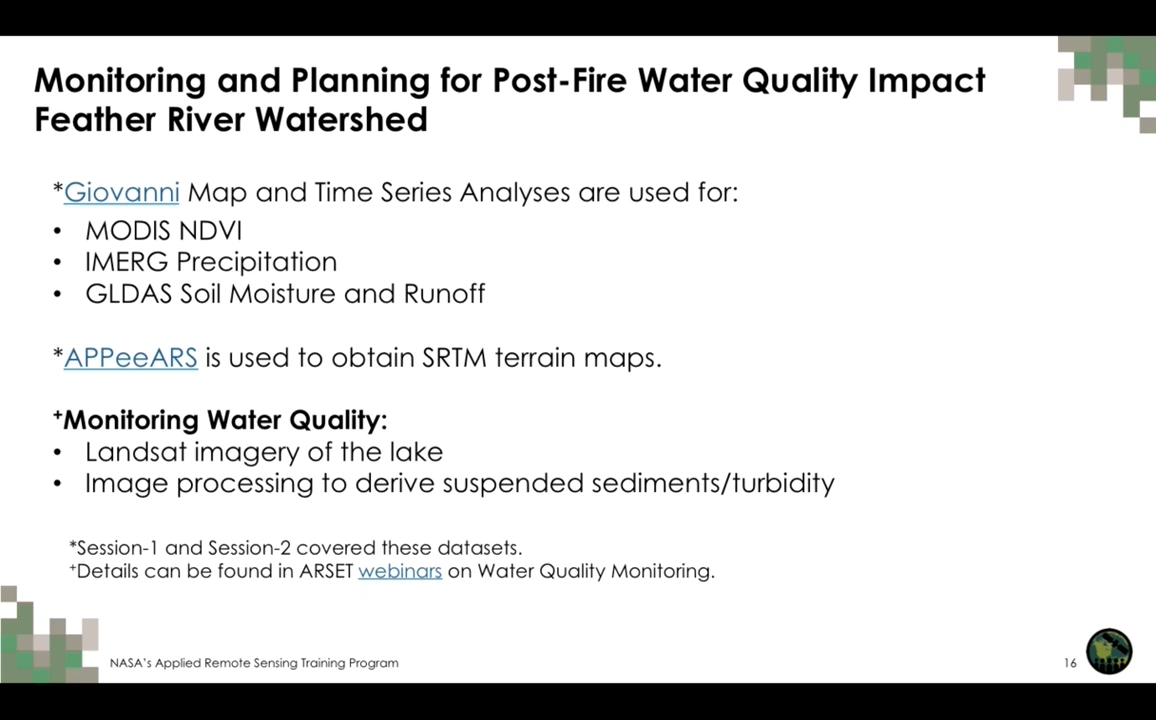 Monitoring and Planning for Post-Fire Water Quality Impact
Feather River Watershed
*Giovanni Map and Time Series Analyses are used for:
• MODIS NDVI
• IMERG Precipitation
• GLDAS Soil Moisture and Runoff
*APPeeARS is used to obtain SRTM terrain maps.
⁺Monitoring Water Quality:
• Landsat imagery of the lake
• Image processing to derive suspended sediments/turbidity
*Session-1 and Session-2 covered these datasets.
⁺Details can be found in ARSET webinars on Water Quality Monitoring.
NASA's Applied Remote Sensing Training Program
16